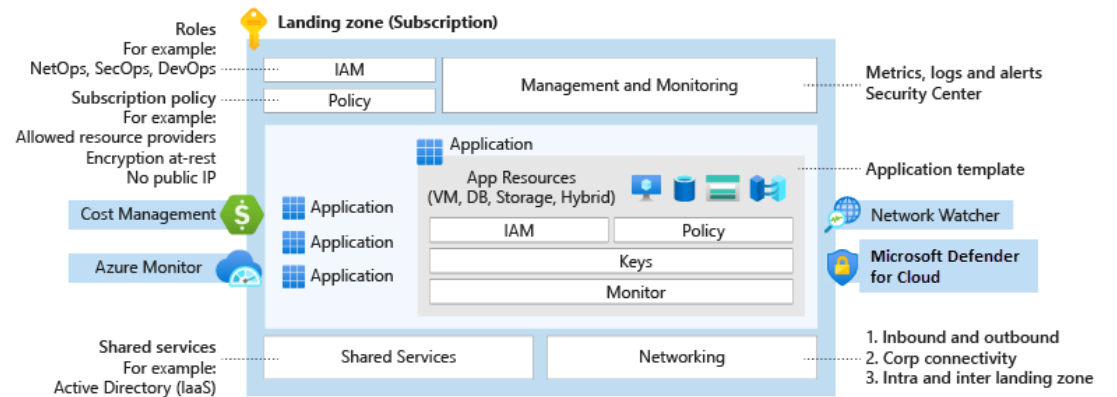 Landing zone (Subscription)
Roles
For example:
NetOps, SecOps, DevOps
IAM
Management and Monitoring
Metrics, logs and alerts
Security Center
Subscription policy
For example:
Allowed resource providers
Encryption at-rest
No public IP
Policy
Application
App Resources
(VM, DB, Storage, Hybrid)
Application template
IAM
Policy
Keys
Monitor
Application
Application
Application
Cost Management
Azure Monitor
Network Watcher
Microsoft Defender
for Cloud
Shared services
For example:
Active Directory (IaaS)
Shared Services
Networking
1. Inbound and outbound
2. Corp connectivity
3. Intra and inter landing zone